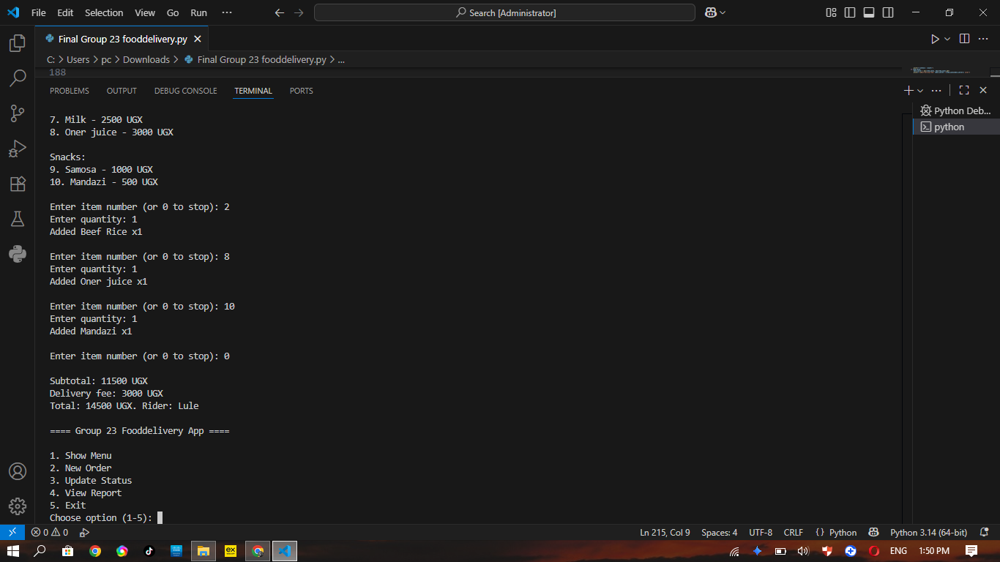 File Edit Selection View Go Run ··· Search [Administrator]
Final Group 23 fooddelivery.py
C: > Users > pc > Downloads > Final Group 23 fooddelivery.py > ...
188
PROBLEMS OUTPUT DEBUG CONSOLE TERMINAL PORTS
Python Deb...
python
7. Milk - 2500 UGX
8. Oner juice - 3000 UGX
Snacks:
9. Samosa - 1000 UGX
10. Mandazi - 500 UGX
Enter item number (or 0 to stop): 2
Enter quantity: 1
Added Beef Rice x1
Enter item number (or 0 to stop): 8
Enter quantity: 1
Added Oner juice x1
Enter item number (or 0 to stop): 10
Enter quantity: 1
Added Mandazi x1
Enter item number (or 0 to stop): 0
Subtotal: 11500 UGX
Delivery fee: 3000 UGX
Total: 14500 UGX. Rider: Lule
==== Group 23 Fooddelivery App ====
1. Show Menu
2. New Order
3. Update Status
4. View Report
5. Exit
Choose option (1-5):
0 0 Ln 215, Col 9 Spaces: 4 UTF-8 CRLF {} Python Python 3.14 (64-bit)
EX ENG 1:50 PM